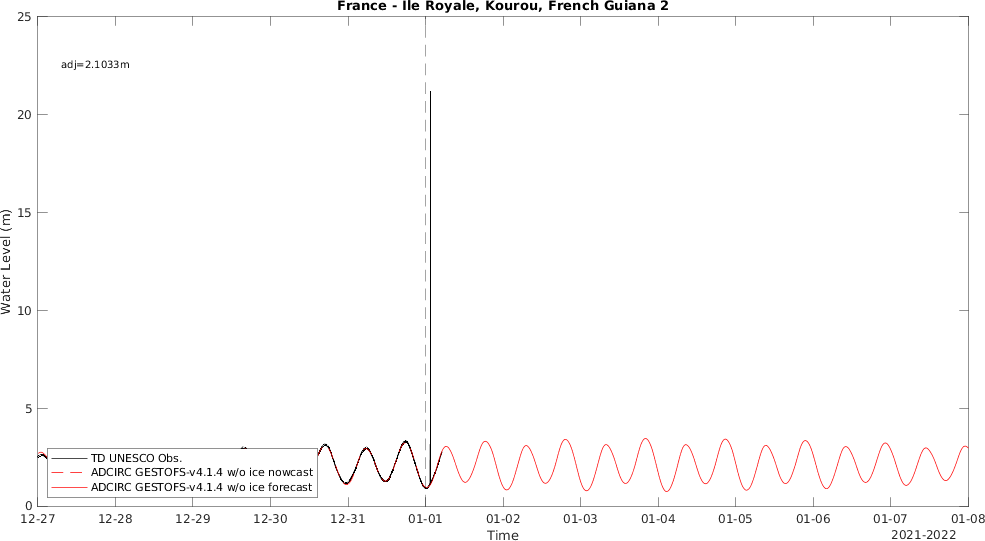 France - Ile Royale, Kourou, French Guiana 2
25
adj=2.1033m
20
15
Water Level (m)
10
5
TD UNESCO Obs.
ADCIRC GESTOFS-v4.1.4 w/o ice nowcast
ADCIRC GESTOFS-v4.1.4 w/o ice forecast
0
12-27 12-28 12-29 12-30 12-31 01-01 01-02 01-03 01-04 01-05 01-06 01-07 01-08
Time
2021-2022